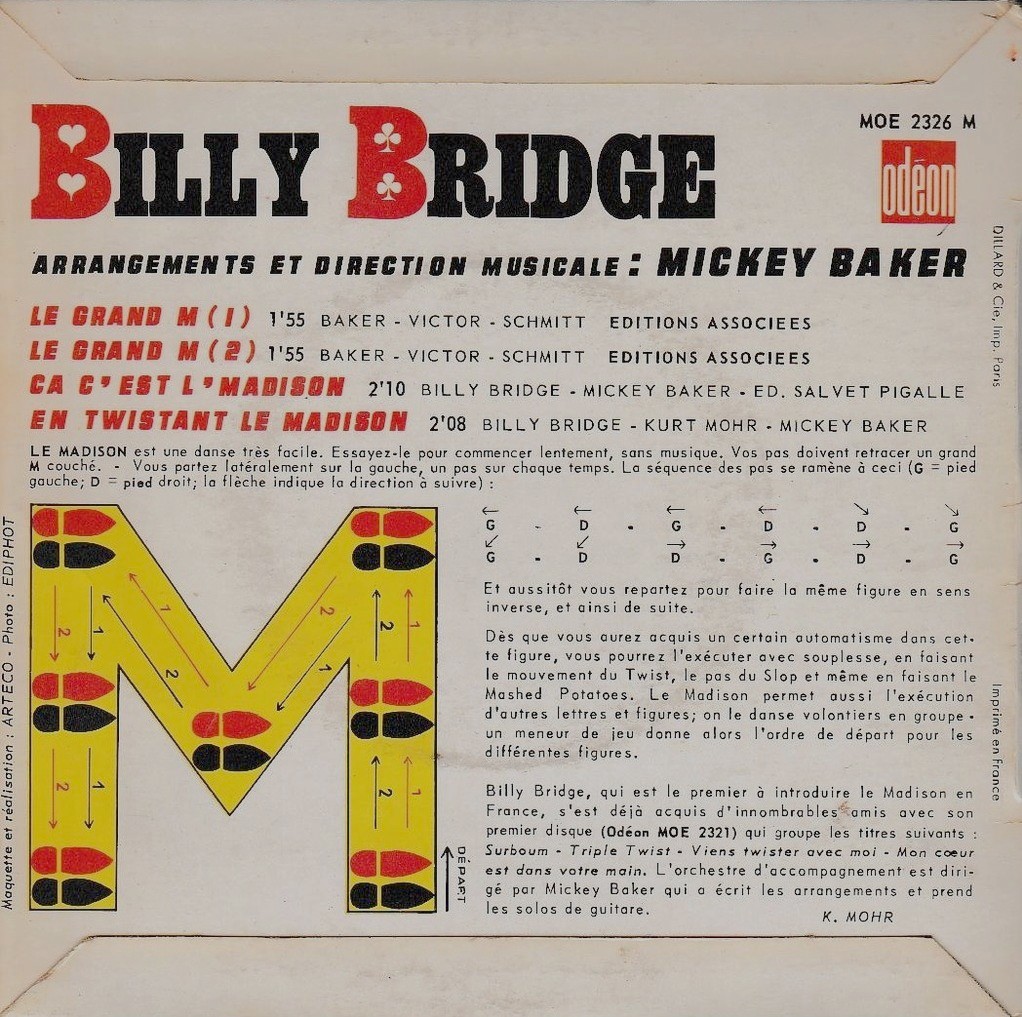 MOE 2326 M
BILLY BRIDGE
odéon
ARRANGEMENTS ET DIRECTION MUSICALE : MICKEY BAKER
LE GRAND M (1) 1'55 BAKER - VICTOR - SCHMITT EDITIONS ASSOCIEES
LE GRAND M (2) 1'55 BAKER - VICTOR - SCHMITT EDITIONS ASSOCIEES
CA C'EST L'MADISON 2'10 BILLY BRIDGE - MICKEY BAKER - ED. SALVET PIGALLE
EN TWISTANT LE MADISON 2'08 BILLY BRIDGE - KURT MOHR - MICKEY BAKER
LE MADISON est une danse très facile. Essayez-le pour commencer lentement, sans musique. Vos pas doivent retracer un grand
M couché. - Vous partez latéralement sur la gauche, un pas sur chaque temps. La séquence des pas se ramène à ceci (G = pied
gauche; D = pied droit; la flèche indique la direction à suivre) :
← ← ← ← ↘ ↘
G - D - G - D - D - G
↙ ↙ → → → →
G - D - D - G - D - G
Et aussitôt vous repartez pour faire la même figure en sens
inverse, et ainsi de suite.
Dès que vous aurez acquis un certain automatisme dans cet-
te figure, vous pourrez l'exécuter avec souplesse, en faisant
le mouvement du Twist, le pas du Slop et même en faisant le
Mashed Potatoes. Le Madison permet aussi l'exécution
d'autres lettres et figures; on le danse volontiers en groupe -
un meneur de jeu donne alors l'ordre de départ pour les
différentes figures.
Billy Bridge, qui est le premier à introduire le Madison en
France, s'est déjà acquis d'innombrables amis avec son
premier disque (Odéon MOE 2321) qui groupe les titres suivants :
Surboum - Triple Twist - Viens twister avec moi - Mon cœur
est dans votre main. L'orchestre d'accompagnement est diri-
gé par Mickey Baker qui a écrit les arrangements et prend
les solos de guitare.
K. MOHR
1
2
2
1
2
1
2
1
2
1
2
1
DÉPART
Maquette et réalisation : ARTECO - Photo : EDIPHOT
DILLARD & Cie, Imp. Paris
Imprimé en France